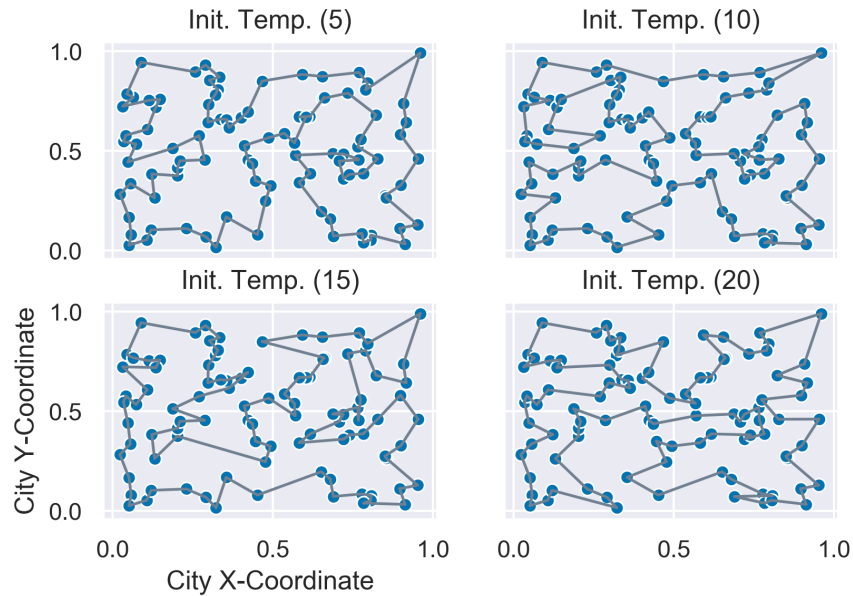 Init. Temp. (5)
Init. Temp. (10)
1.0
0.5
0.0
Init. Temp. (15)
Init. Temp. (20)
1.0
0.5
0.0
0.0 0.5 1.0
0.0 0.5 1.0
City X-Coordinate
City Y-Coordinate